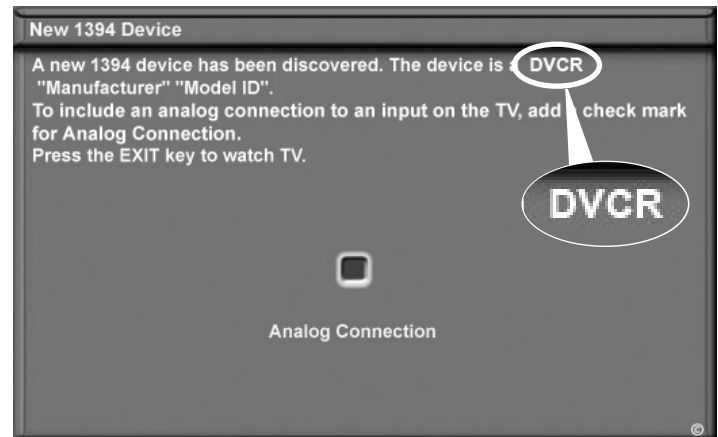 New 1394 Device
A new 1394 device has been discovered. The device is a DVCR
"Manufacturer" "Model ID".
To include an analog connection to an input on the TV, add check mark
for Analog Connection.
Press the EXIT key to watch TV.
DVCR
Analog Connection
©